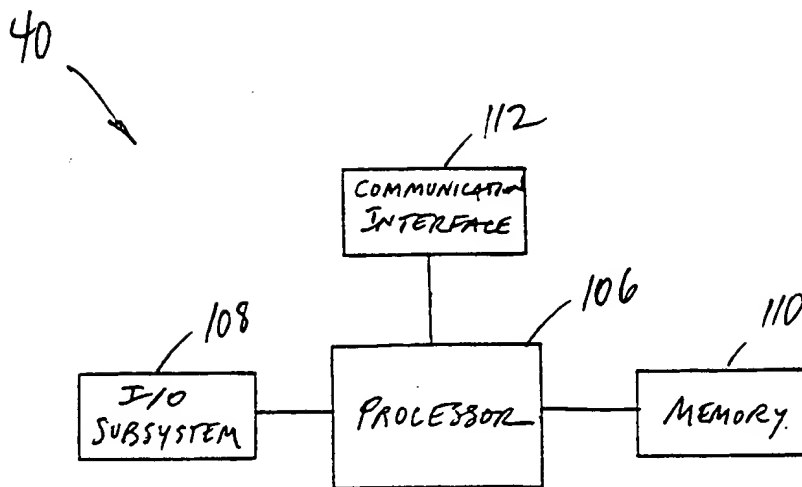 40
112
COMMUNICATION
INTERFACE
108
106
110
I/O
SUBSYSTEM
PROCESSOR
MEMORY.